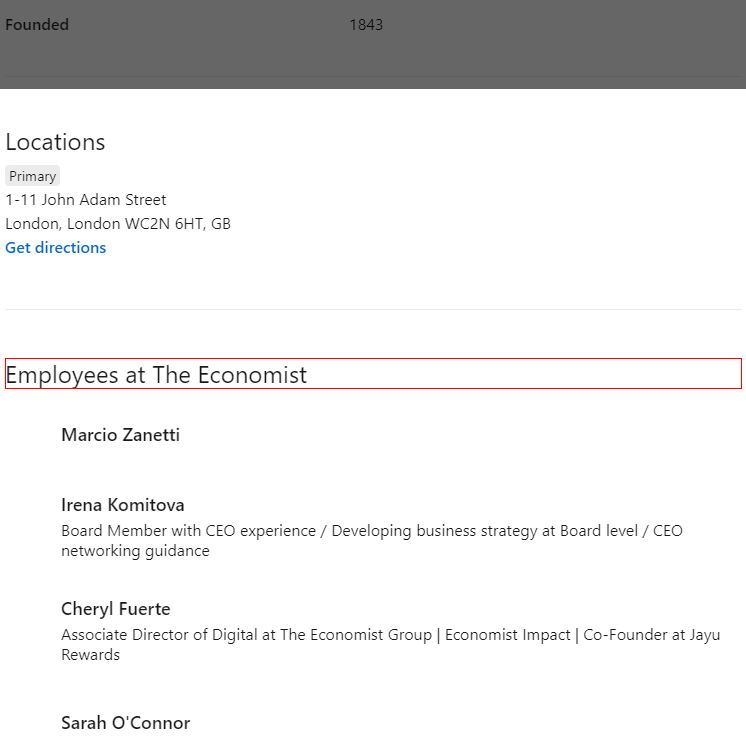 Founded 1843
Locations
Primary
1-11 John Adam Street
London, London WC2N 6HT, GB
Get directions
Employees at The Economist
Marcio Zanetti
Irena Komitova
Board Member with CEO experience / Developing business strategy at Board level / CEO
networking guidance
Cheryl Fuerte
Associate Director of Digital at The Economist Group | Economist Impact | Co-Founder at Jayu
Rewards
Sarah O'Connor